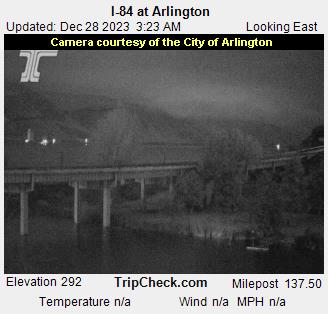 I-84 at Arlington
Updated: Dec 28 2023 3:23 AM Looking East
Camera courtesy of the City of Arlington
Elevation 292 TripCheck.com Milepost 137.50
Temperature n/a Wind n/a MPH n/a